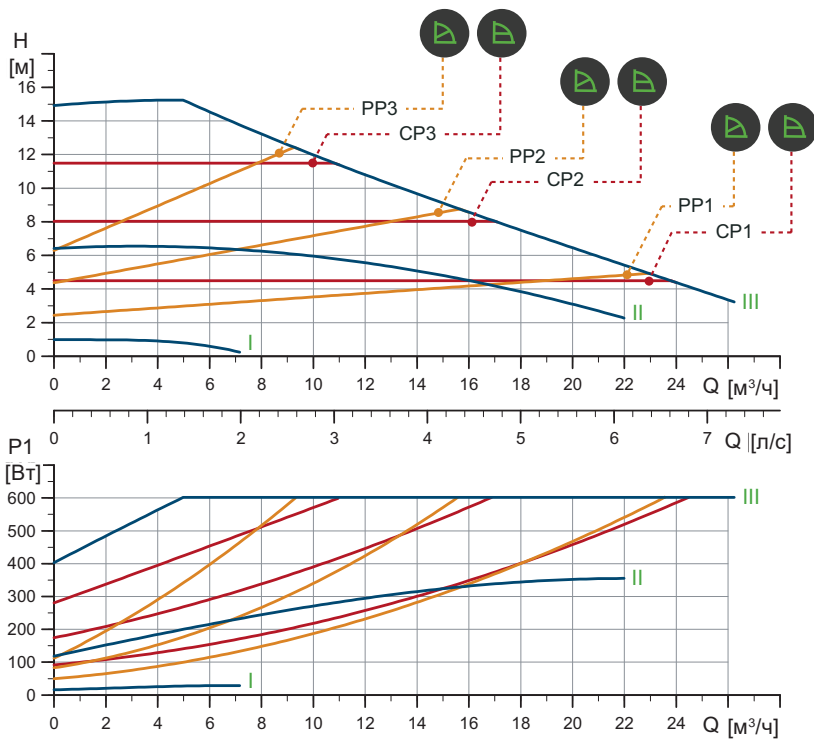 H
[м]
16
14
12
10
8
6
4
2
0
PP3
CP3
PP2
CP2
PP1
CP1
I
II
III
0 2 4 6 8 10 12 14 16 18 20 22 24 Q [м³/ч]
0 1 2 3 4 5 6 7 Q [л/с]
P1
[Вт]
600
500
400
300
200
100
0
III
II
I
0 2 4 6 8 10 12 14 16 18 20 22 24 Q [м³/ч]